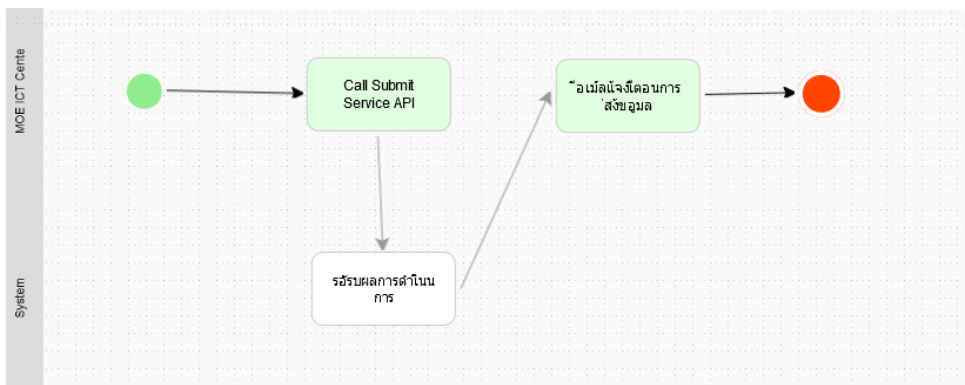 MOE ICT Cente
Call Submit
Service API
ีอเม้ลแ้จงโตอนการ
่สง้ขอูมล
System
รอัรบผลการดำเินน
การ